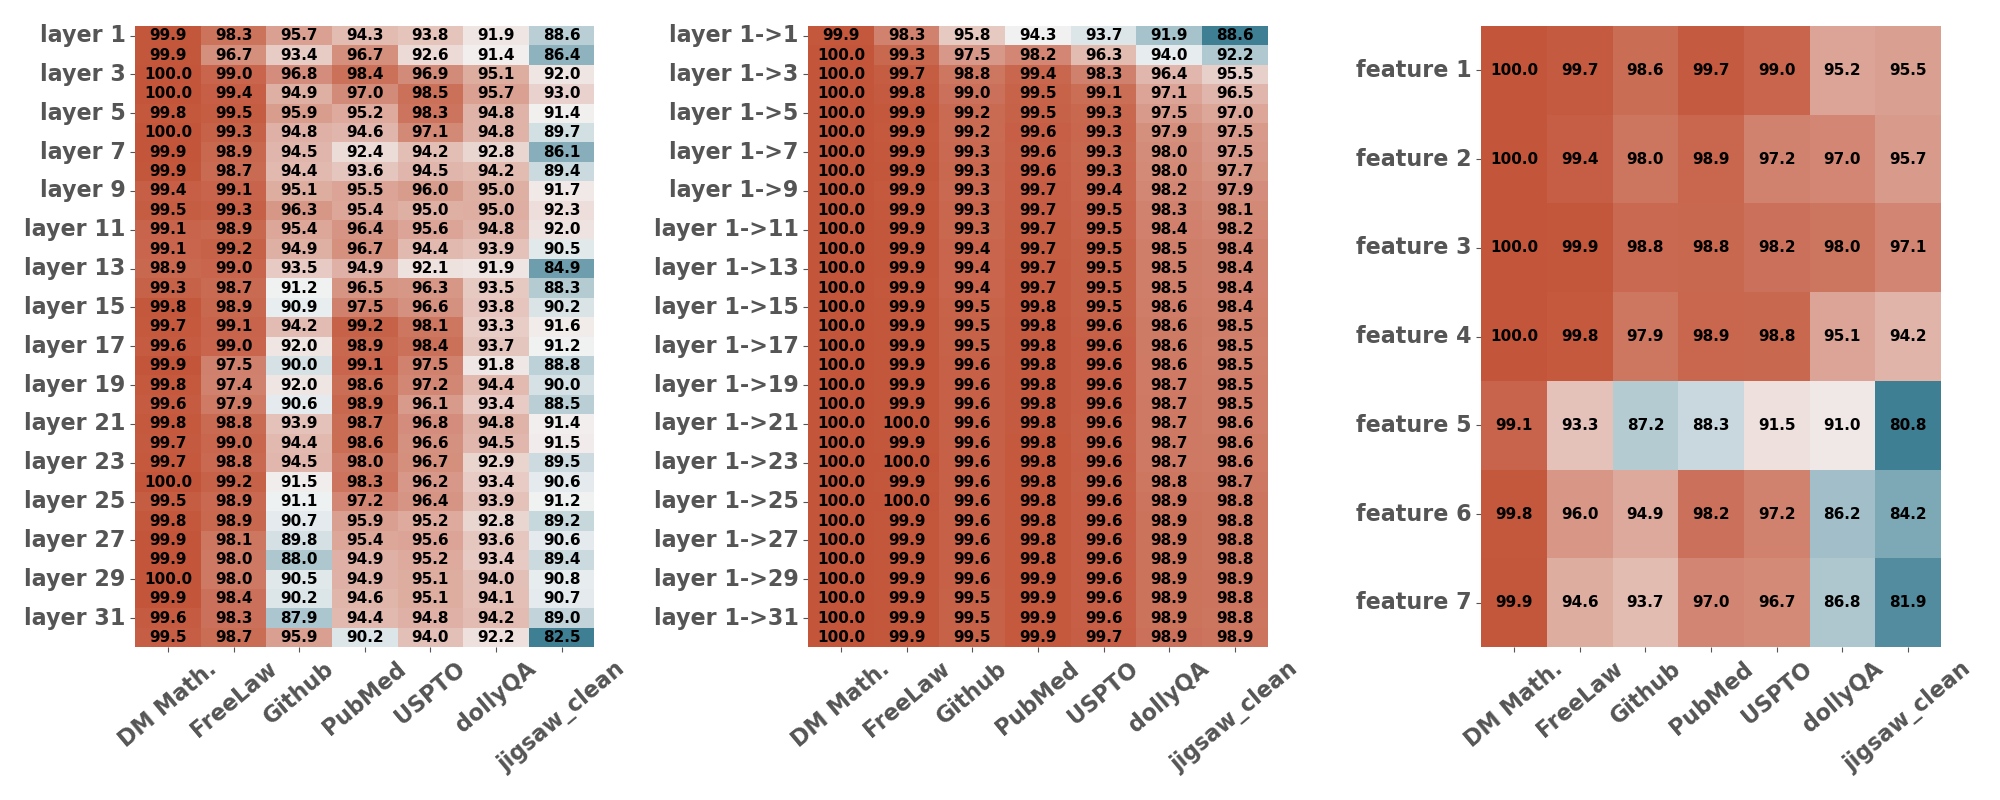 layer 1 99.9 98.3 95.7 94.3 93.8 91.9 88.6
99.9 96.7 93.4 96.7 92.6 91.4 86.4
layer 3 100.0 99.0 96.8 98.4 96.9 95.1 92.0
100.0 99.4 94.9 97.0 98.5 95.7 93.0
layer 5 99.8 99.5 95.9 95.2 98.3 94.8 91.4
100.0 99.3 94.8 94.6 97.1 94.8 89.7
layer 7 99.9 98.9 94.5 92.4 94.2 92.8 86.1
99.9 98.7 94.4 93.6 94.5 94.2 89.4
layer 9 99.4 99.1 95.1 95.5 96.0 95.0 91.7
99.5 99.3 96.3 95.4 95.0 95.0 92.3
layer 11 99.1 98.9 95.4 96.4 95.6 94.8 92.0
99.1 99.2 94.9 96.7 94.4 93.9 90.5
layer 13 98.9 99.0 93.5 94.9 92.1 91.9 84.9
99.3 98.7 91.2 96.5 96.3 93.5 88.3
layer 15 99.8 98.9 90.9 97.5 96.6 93.8 90.2
99.7 99.1 94.2 99.2 98.1 93.3 91.6
layer 17 99.6 99.0 92.0 98.9 98.4 93.7 91.2
99.9 97.5 90.0 99.1 97.5 91.8 88.8
layer 19 99.8 97.4 92.0 98.6 97.2 94.4 90.0
99.6 97.9 90.6 98.9 96.1 93.4 88.5
layer 21 99.8 98.8 93.9 98.7 96.8 94.8 91.4
99.7 99.0 94.4 98.6 96.6 94.5 91.5
layer 23 99.7 98.8 94.5 98.0 96.7 92.9 89.5
100.0 99.2 91.5 98.3 96.2 93.4 90.6
layer 25 99.5 98.9 91.1 97.2 96.4 93.9 91.2
99.8 98.9 90.7 95.9 95.2 92.8 89.2
layer 27 99.9 98.1 89.8 95.4 95.6 93.6 90.6
99.9 98.0 88.0 94.9 95.2 93.4 89.4
layer 29 100.0 98.0 90.5 94.9 95.1 94.0 90.8
99.9 98.4 90.2 94.6 95.1 94.1 90.7
layer 31 99.6 98.3 87.9 94.4 94.8 94.2 89.0
99.5 98.7 95.9 90.2 94.0 92.2 82.5
DM Math. FreeLaw Github PubMed USPTO dollyQA jigsaw_clean
layer 1->1 99.9 98.3 95.8 94.3 93.7 91.9 88.6
100.0 99.3 97.5 98.2 96.3 94.0 92.2
layer 1->3 100.0 99.7 98.8 99.4 98.3 96.4 95.5
100.0 99.8 99.0 99.5 99.1 97.1 96.5
layer 1->5 100.0 99.9 99.2 99.5 99.3 97.5 97.0
100.0 99.9 99.2 99.6 99.3 97.9 97.5
layer 1->7 100.0 99.9 99.3 99.6 99.3 98.0 97.5
100.0 99.9 99.3 99.6 99.3 98.0 97.7
layer 1->9 100.0 99.9 99.3 99.7 99.4 98.2 97.9
100.0 99.9 99.3 99.7 99.5 98.3 98.1
layer 1->11 100.0 99.9 99.3 99.7 99.5 98.4 98.2
100.0 99.9 99.4 99.7 99.5 98.5 98.4
layer 1->13 100.0 99.9 99.4 99.7 99.5 98.5 98.4
100.0 99.9 99.4 99.7 99.5 98.5 98.4
layer 1->15 100.0 99.9 99.5 99.8 99.5 98.6 98.4
100.0 99.9 99.5 99.8 99.6 98.6 98.5
layer 1->17 100.0 99.9 99.5 99.8 99.6 98.6 98.5
100.0 99.9 99.6 99.8 99.6 98.6 98.5
layer 1->19 100.0 99.9 99.6 99.8 99.6 98.7 98.5
100.0 99.9 99.6 99.8 99.6 98.7 98.5
layer 1->21 100.0 100.0 99.6 99.8 99.6 98.7 98.6
100.0 99.9 99.6 99.8 99.6 98.7 98.6
layer 1->23 100.0 100.0 99.6 99.8 99.6 98.7 98.6
100.0 99.9 99.6 99.8 99.6 98.8 98.7
layer 1->25 100.0 100.0 99.6 99.8 99.6 98.9 98.8
100.0 99.9 99.6 99.8 99.6 98.9 98.8
layer 1->27 100.0 99.9 99.6 99.8 99.6 98.9 98.8
100.0 99.9 99.6 99.8 99.6 98.9 98.8
layer 1->29 100.0 99.9 99.6 99.9 99.6 98.9 98.9
100.0 99.9 99.5 99.9 99.6 98.9 98.8
layer 1->31 100.0 99.9 99.5 99.9 99.6 98.9 98.8
100.0 99.9 99.5 99.9 99.7 98.9 98.9
DM Math. FreeLaw Github PubMed USPTO dollyQA jigsaw_clean
feature 1 100.0 99.7 98.6 99.7 99.0 95.2 95.5
feature 2 100.0 99.4 98.0 98.9 97.2 97.0 95.7
feature 3 100.0 99.9 98.8 98.8 98.2 98.0 97.1
feature 4 100.0 99.8 97.9 98.9 98.8 95.1 94.2
feature 5 99.1 93.3 87.2 88.3 91.5 91.0 80.8
feature 6 99.8 96.0 94.9 98.2 97.2 86.2 84.2
feature 7 99.9 94.6 93.7 97.0 96.7 86.8 81.9
DM Math. FreeLaw Github PubMed USPTO dollyQA jigsaw_clean